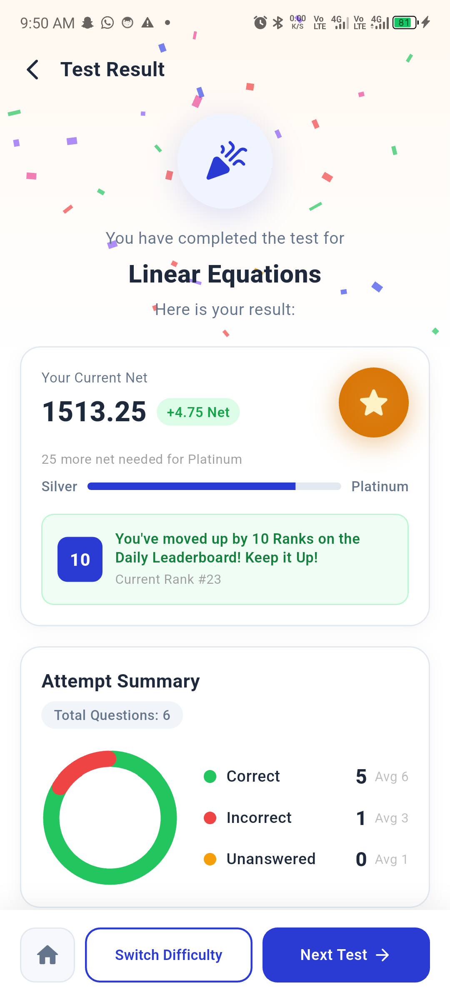 9:50 AM
0.00 K/S
Vo LTE 4G
Vo LTE 4G
81
Test Result
You have completed the test for
Linear Equations
Here is your result:
Your Current Net
1513.25 +4.75 Net
25 more net needed for Platinum
Silver Platinum
10
You've moved up by 10 Ranks on the
Daily Leaderboard! Keep it Up!
Current Rank #23
Attempt Summary
Total Questions: 6
Correct 5 Avg 6
Incorrect 1 Avg 3
Unanswered 0 Avg 1
Switch Difficulty
Next Test